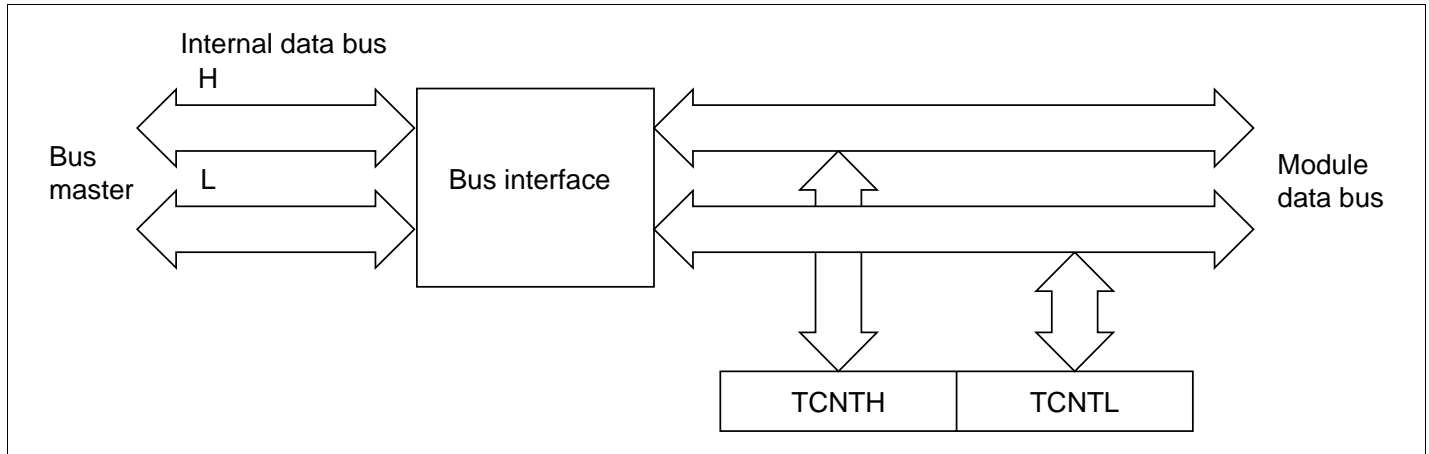 Internal data bus
H
Bus
master
L
Bus interface
Module
data bus
TCNTH
TCNTL